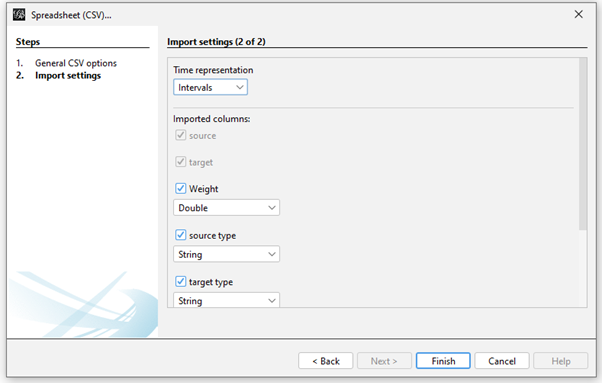 Spreadsheet (CSV)...
Steps
1. General CSV options
2. Import settings
Import settings (2 of 2)
Time representation
Intervals
Imported columns:
source
target
Weight
Double
source type
String
target type
String
< Back
Next >
Finish
Cancel
Help